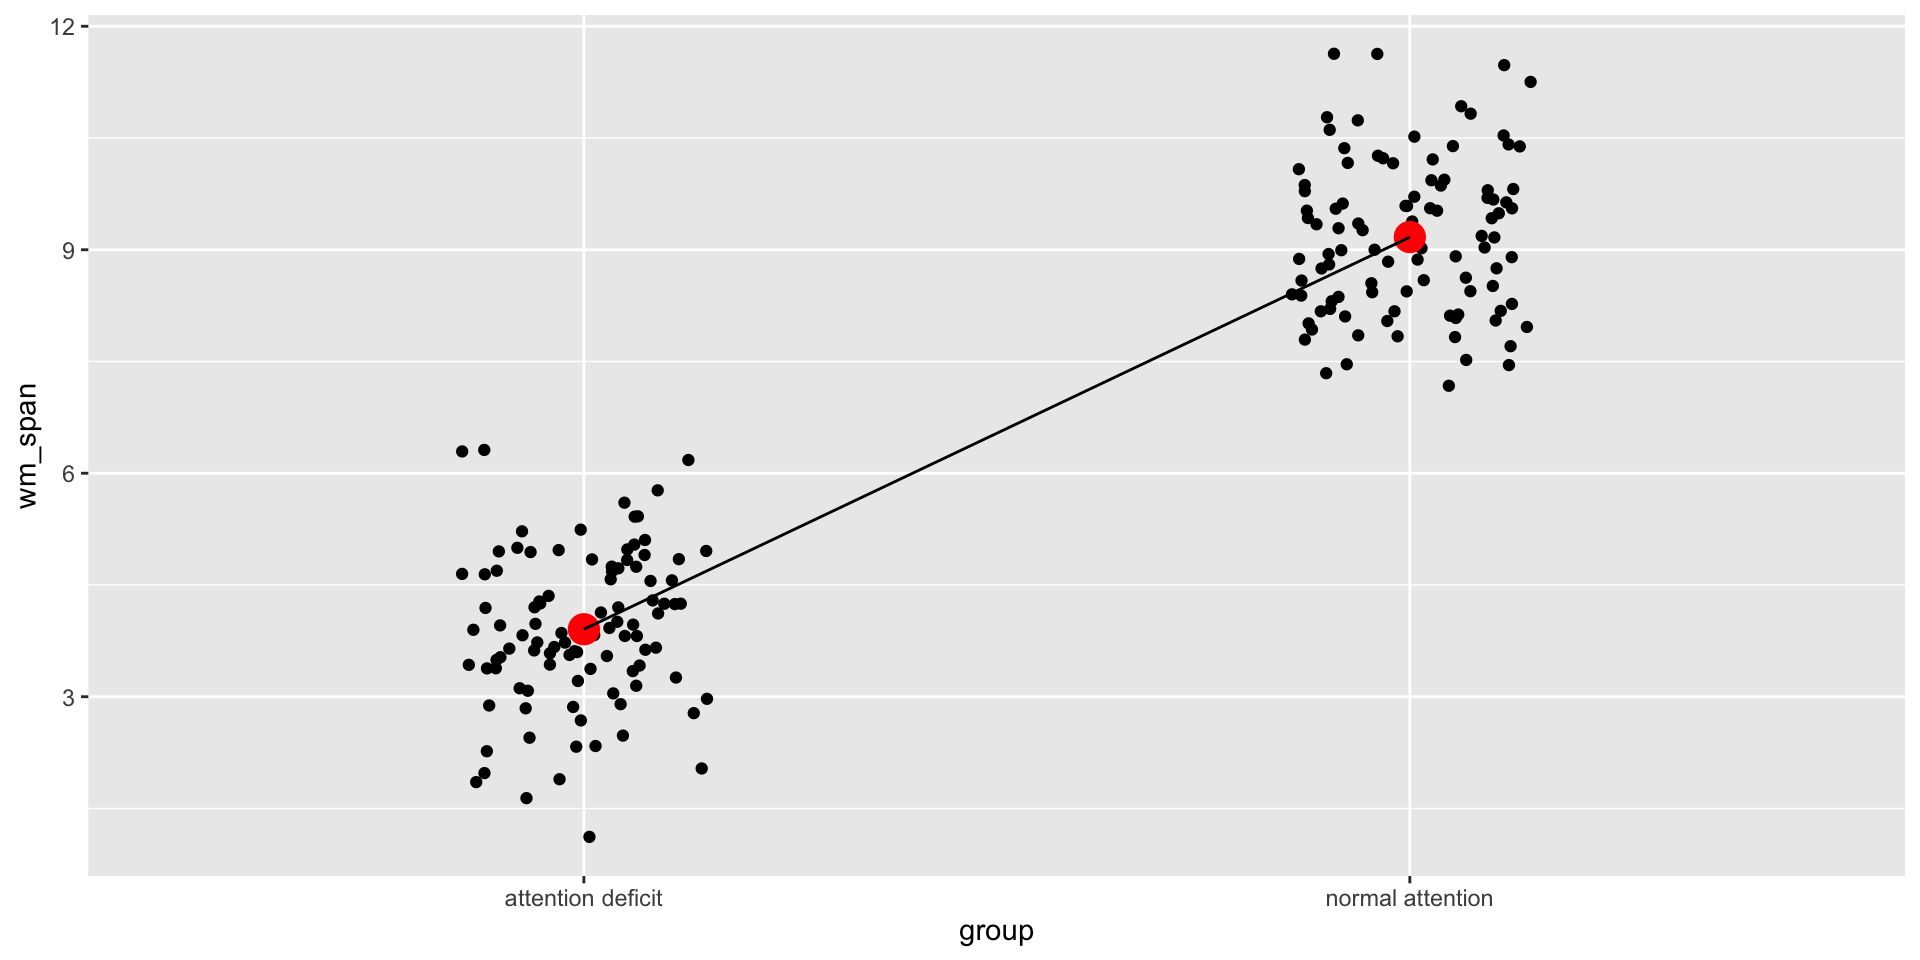 12
9
6
3
wm_span
attention deficit
normal attention
group